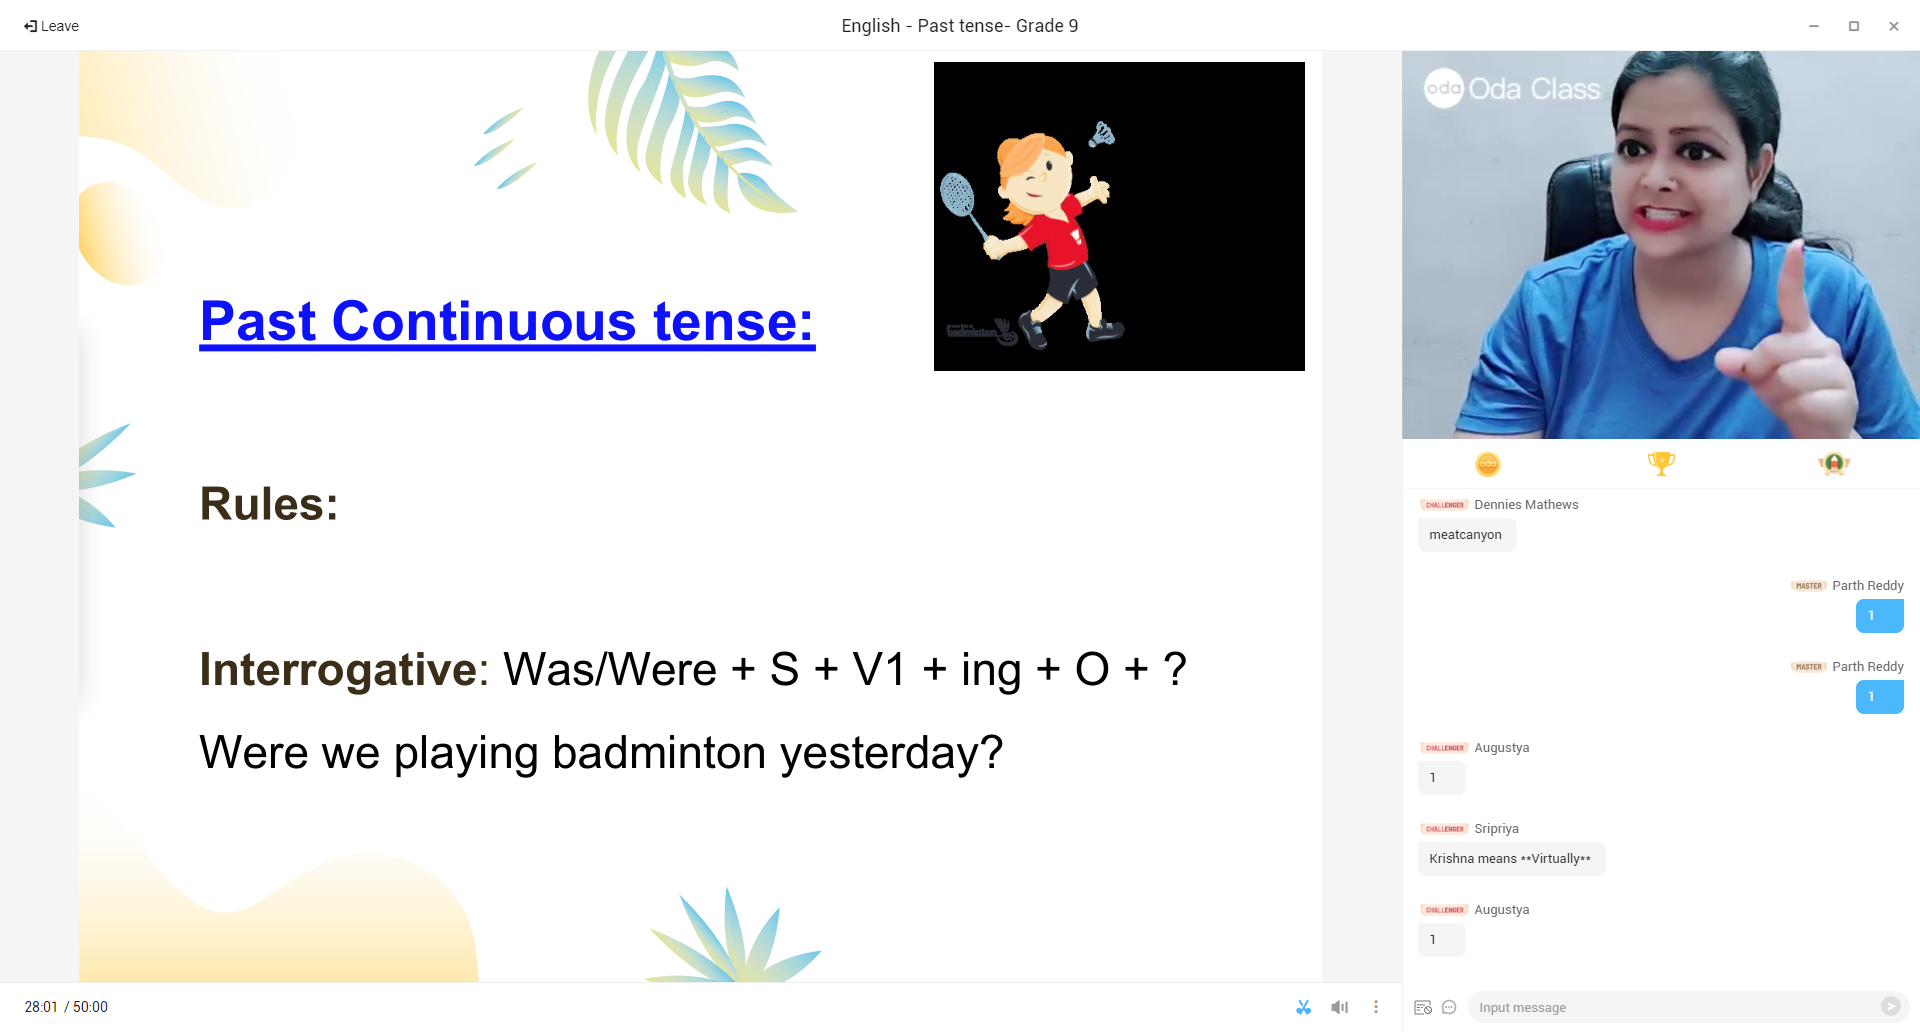 Leave
English - Past tense- Grade 9
Past Continuous tense:
Rules:
Interrogative: Was/Were + S + V1 + ing + O + ?
Were we playing badminton yesterday?
badminton
28:01 / 50:00
oda Oda Class
oda
CHALLENGER Dennies Mathews
meatcanyon
MASTER Parth Reddy
1
MASTER Parth Reddy
1
CHALLENGER Augustya
1
CHALLENGER Sripriya
Krishna means **Virtually**
CHALLENGER Augustya
1
Input message